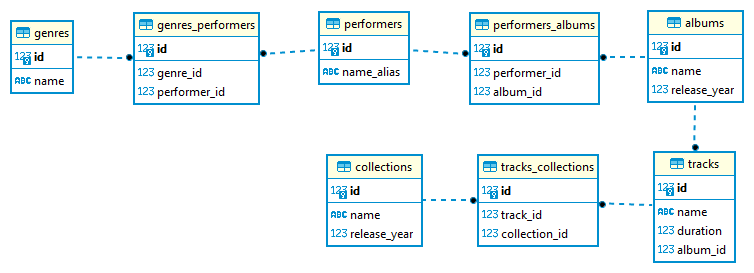 genres
123 id
ABC name
genres_performers
123 id
123 genre_id
123 performer_id
performers
123 id
ABC name_alias
performers_albums
123 id
123 performer_id
123 album_id
albums
123 id
ABC name
123 release_year
collections
123 id
ABC name
123 release_year
tracks_collections
123 id
123 track_id
123 collection_id
tracks
123 id
ABC name
123 duration
123 album_id